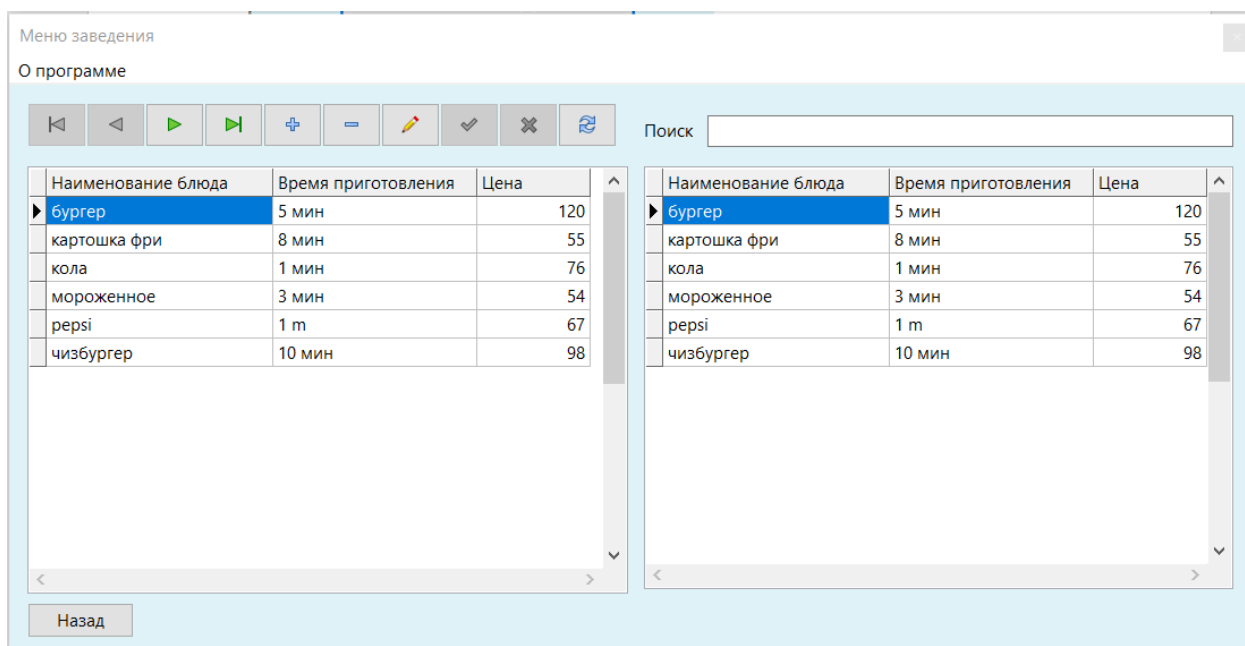 Меню заведения
О программе
Поиск
Наименование блюда Время приготовления Цена
бургер 5 мин 120
картошка фри 8 мин 55
кола 1 мин 76
мороженное 3 мин 54
pepsi 1 m 67
чизбургер 10 мин 98
Наименование блюда Время приготовления Цена
бургер 5 мин 120
картошка фри 8 мин 55
кола 1 мин 76
мороженное 3 мин 54
pepsi 1 m 67
чизбургер 10 мин 98
Назад